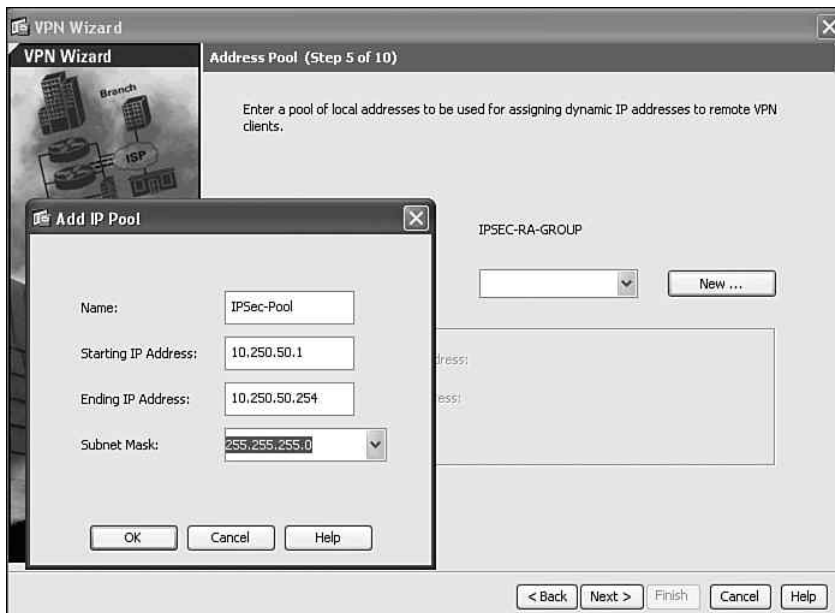 VPN Wizard
VPN Wizard
Address Pool (Step 5 of 10)
Branch
ISP
Enter a pool of local addresses to be used for assigning dynamic IP addresses to remote VPN
clients.
IPSEC-RA-GROUP
New ...
dress:
ess:
Add IP Pool
Name: IPSec-Pool
Starting IP Address: 10.250.50.1
Ending IP Address: 10.250.50.254
Subnet Mask: 255.255.255.0
OK Cancel Help
< Back Next > Finish Cancel Help